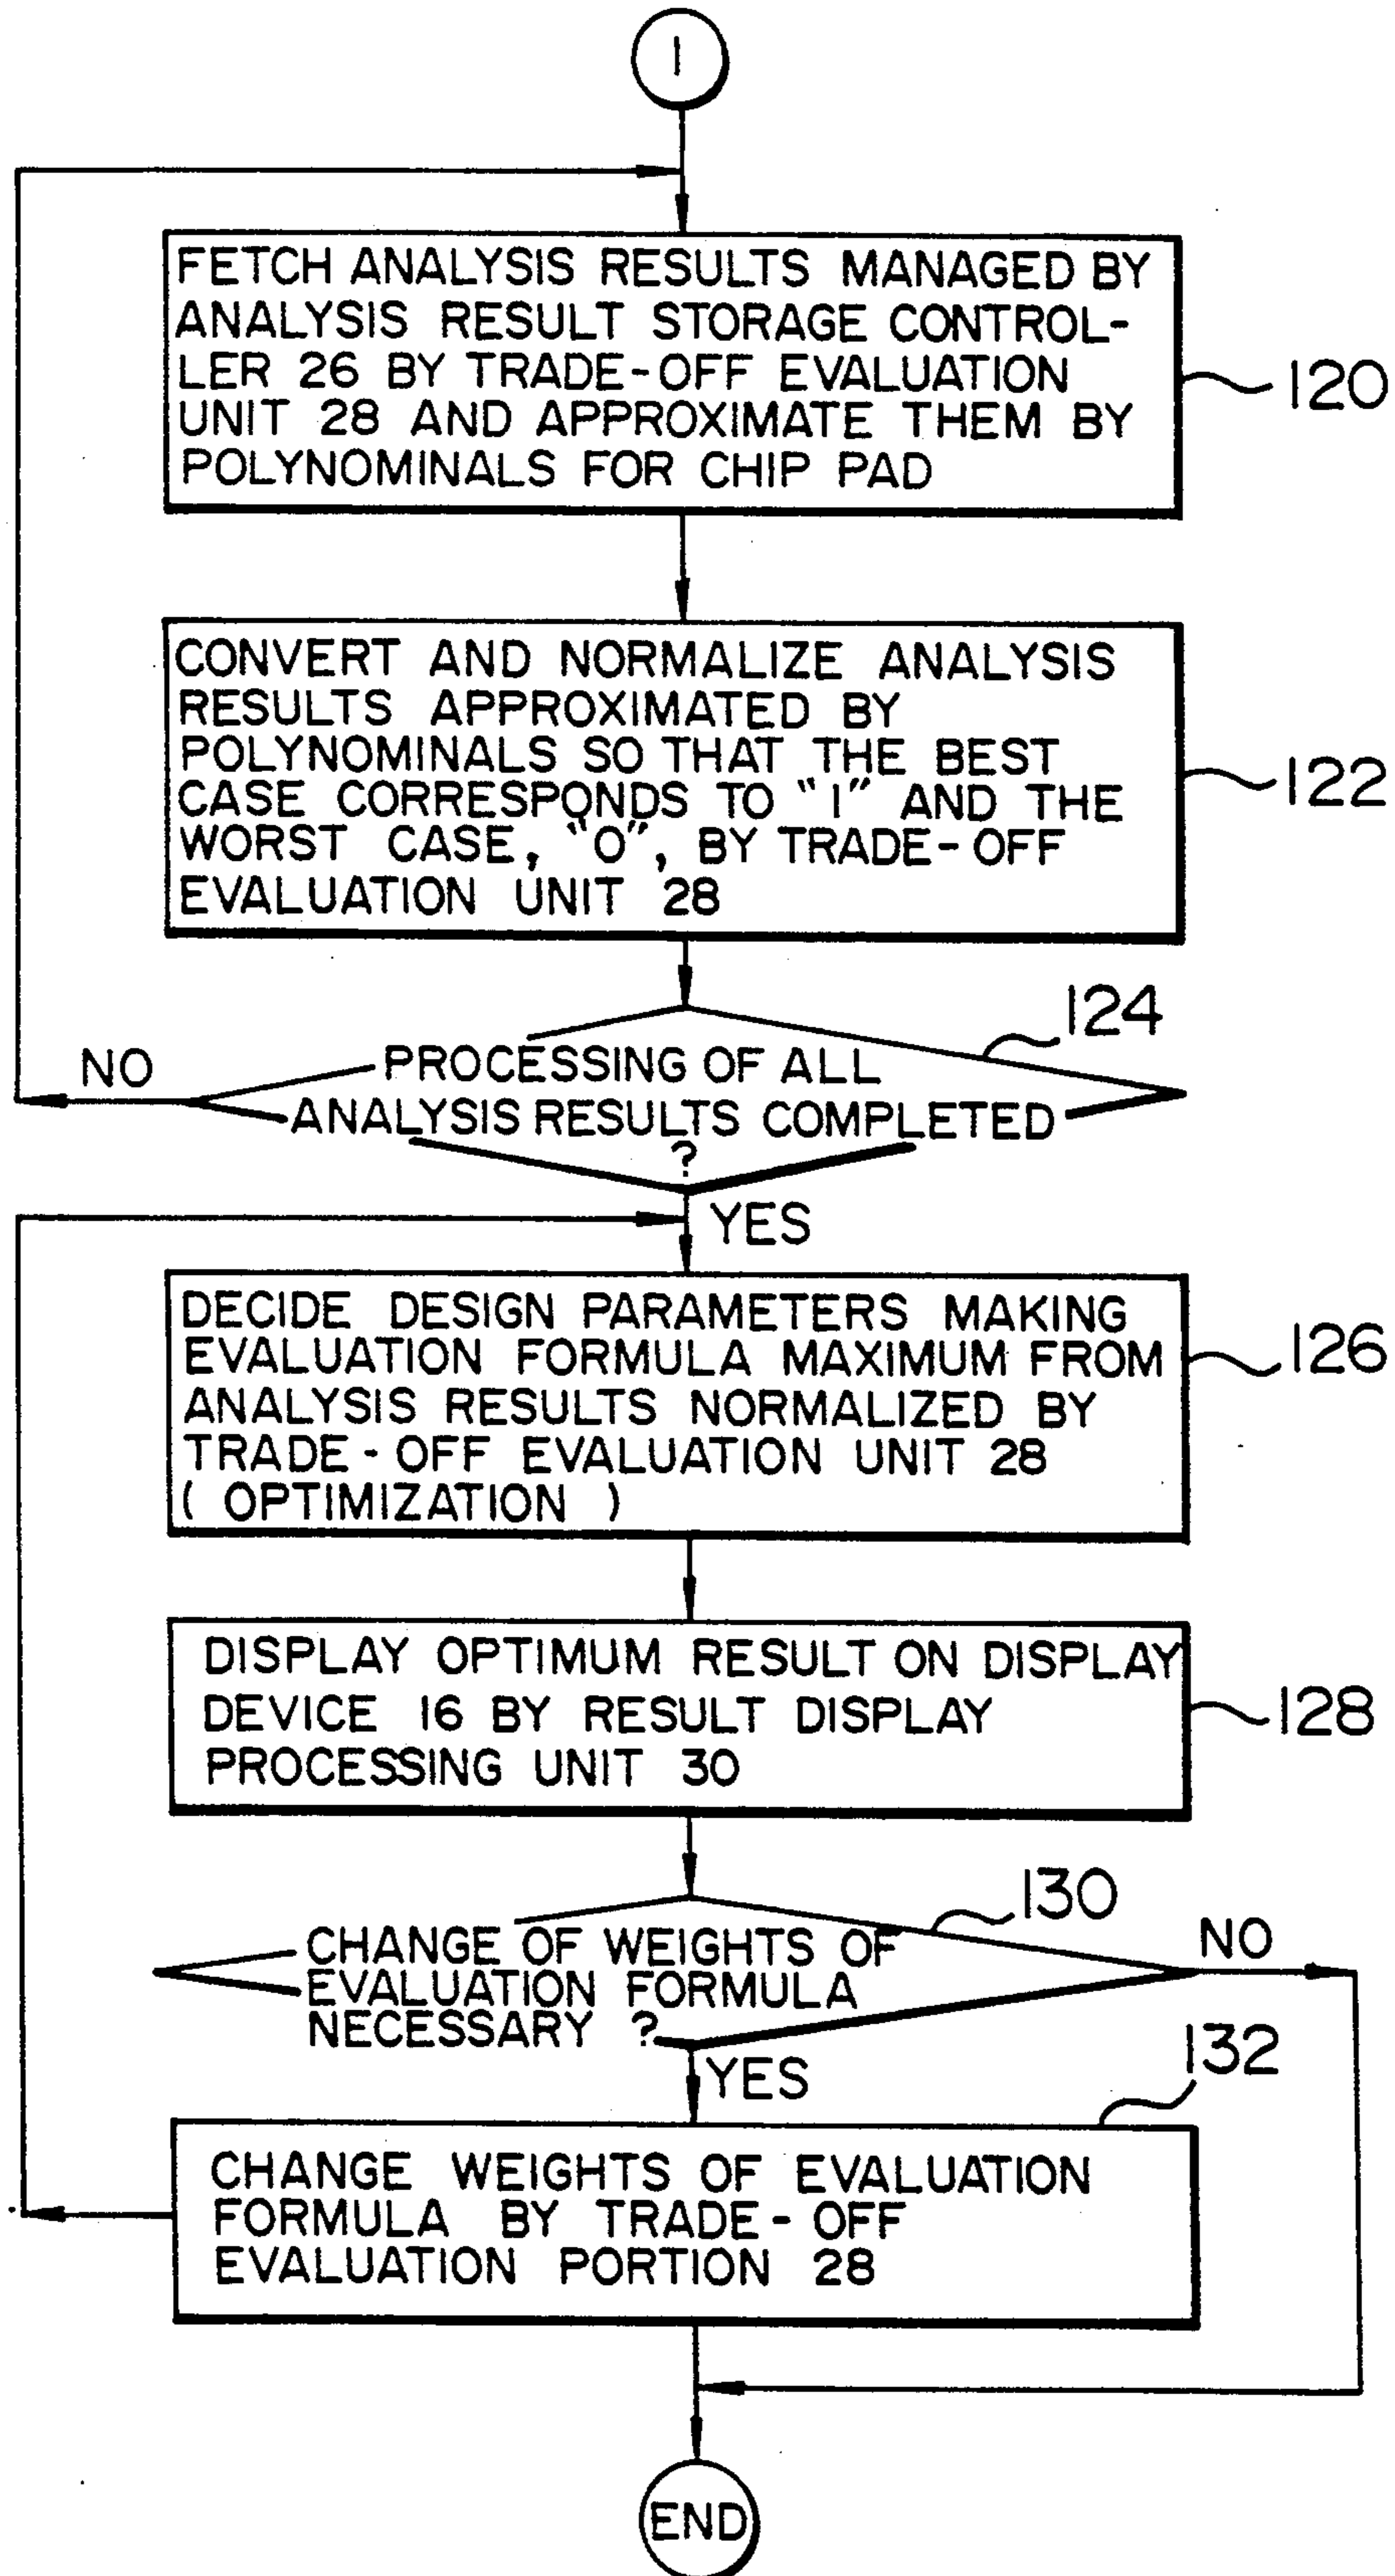 1
FETCH ANALYSIS RESULTS MANAGED BY
ANALYSIS RESULT STORAGE CONTROL-
LER 26 BY TRADE-OFF EVALUATION
UNIT 28 AND APPROXIMATE THEM BY
POLYNOMINALS FOR CHIP PAD
120
CONVERT AND NORMALIZE ANALYSIS
RESULTS APPROXIMATED BY
POLYNOMINALS SO THAT THE BEST
CASE CORRESPONDS TO "1" AND THE
WORST CASE, "0", BY TRADE-OFF
EVALUATION UNIT 28
122
124
NO
PROCESSING OF ALL
ANALYSIS RESULTS COMPLETED
?
YES
DECIDE DESIGN PARAMETERS MAKING
EVALUATION FORMULA MAXIMUM FROM
ANALYSIS RESULTS NORMALIZED BY
TRADE-OFF EVALUATION UNIT 28
( OPTIMIZATION )
126
DISPLAY OPTIMUM RESULT ON DISPLAY
DEVICE 16 BY RESULT DISPLAY
PROCESSING UNIT 30
128
130
CHANGE OF WEIGHTS OF
EVALUATION FORMULA
NECESSARY ?
NO
YES
132
CHANGE WEIGHTS OF EVALUATION
FORMULA BY TRADE-OFF
EVALUATION PORTION 28
END